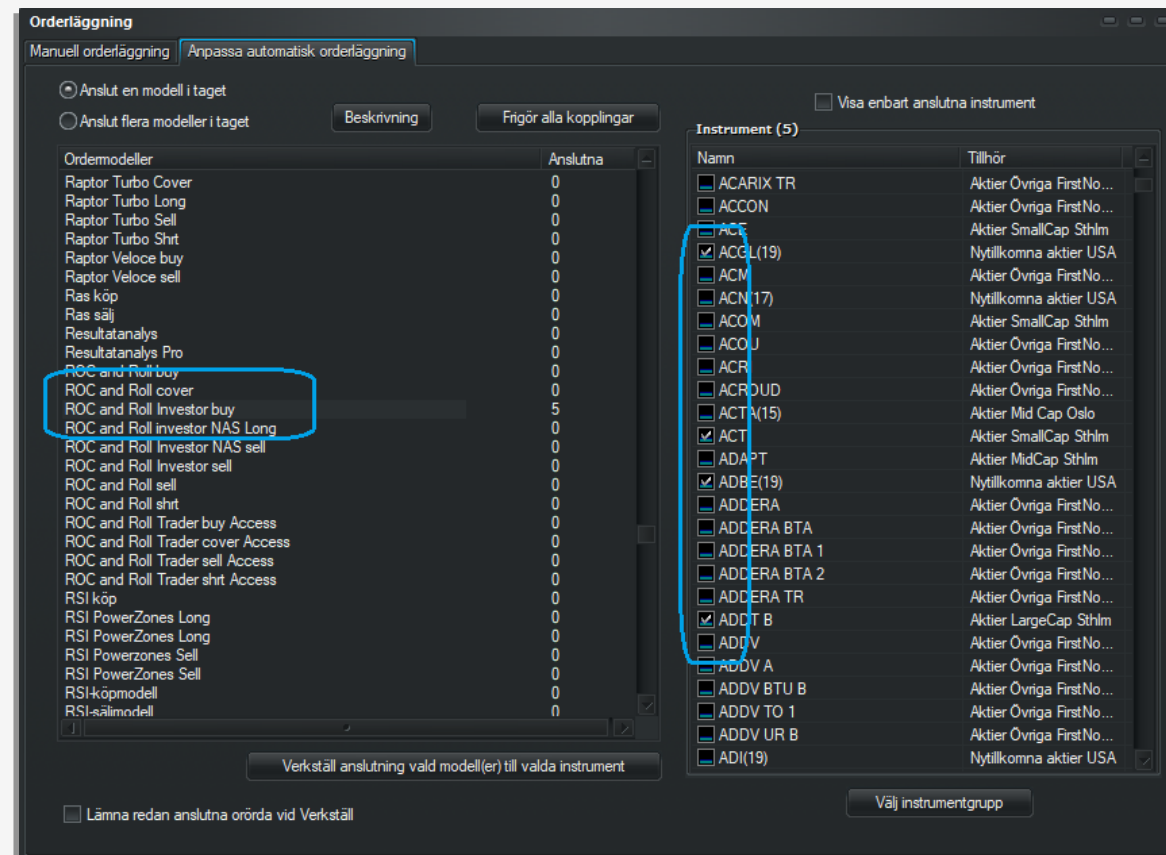 Orderläggning
Manuell orderläggning Anpassa automatisk orderläggning
Anslut en modell i taget
Anslut flera modeller i taget
Beskrivning
Frigör alla kopplingar
Ordermodeller Anslutna
Raptor Turbo Cover 0
Raptor Turbo Long 0
Raptor Turbo Sell 0
Raptor Turbo Shrt 0
Raptor Veloce buy 0
Raptor Veloce sell 0
Ras köp 0
Ras sälj 0
Resultatanalys 0
Resultatanalys Pro 0
ROC and Roll buy 0
ROC and Roll cover 0
ROC and Roll Investor buy 5
ROC and Roll investor NAS Long 0
ROC and Roll Investor NAS sell 0
ROC and Roll Investor sell 0
ROC and Roll sell 0
ROC and Roll shrt 0
ROC and Roll Trader buy Access 0
ROC and Roll Trader cover Access 0
ROC and Roll Trader sell Access 0
ROC and Roll Trader shrt Access 0
RSI köp 0
RSI PowerZones Long 0
RSI PowerZones Long 0
RSI Powerzones Sell 0
RSI PowerZones Sell 0
RSI-köpmodell 0
RSI-säljmodell 0
Verkställ anslutning vald modell(er) till valda instrument
Lämna redan anslutna orörda vid Verkställ
Visa enbart anslutna instrument
Instrument (5)
Namn Tillhör
ACARIX TR Aktier Övriga FirstNo...
ACCON Aktier Övriga FirstNo...
ACE Aktier SmallCap Sthlm
ACGL(19) Nytillkomna aktier USA
ACM Aktier Övriga FirstNo...
ACN(17) Nytillkomna aktier USA
ACOM Aktier SmallCap Sthlm
ACOU Aktier Övriga FirstNo...
ACR Aktier Övriga FirstNo...
ACROUD Aktier Övriga FirstNo...
ACTA(15) Aktier Mid Cap Oslo
ACTI Aktier SmallCap Sthlm
ADAPT Aktier MidCap Sthlm
ADBE(19) Nytillkomna aktier USA
ADDERA Aktier Övriga FirstNo...
ADDERA BTA Aktier Övriga FirstNo...
ADDERA BTA 1 Aktier Övriga FirstNo...
ADDERA BTA 2 Aktier Övriga FirstNo...
ADDERA TR Aktier Övriga FirstNo...
ADDT B Aktier LargeCap Sthlm
ADDV Aktier Övriga FirstNo...
ADDV A Aktier Övriga FirstNo...
ADDV BTU B Aktier Övriga FirstNo...
ADDV TO 1 Aktier Övriga FirstNo...
ADDV UR B Aktier Övriga FirstNo...
ADI(19) Nytillkomna aktier USA
Välj instrumentgrupp